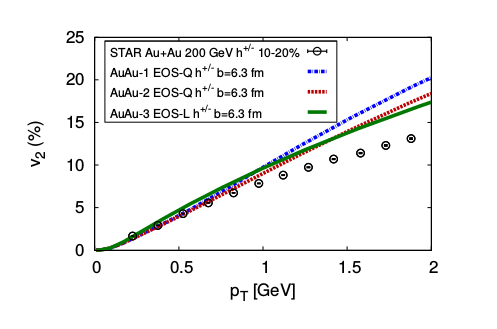 25
20
15
10
5
0
v2 (%)
STAR Au+Au 200 GeV h+/- 10-20%
AuAu-1 EOS-Q h+/- b=6.3 fm
AuAu-2 EOS-Q h+/- b=6.3 fm
AuAu-3 EOS-L h+/- b=6.3 fm
0 0.5 1 1.5 2
pT [GeV]